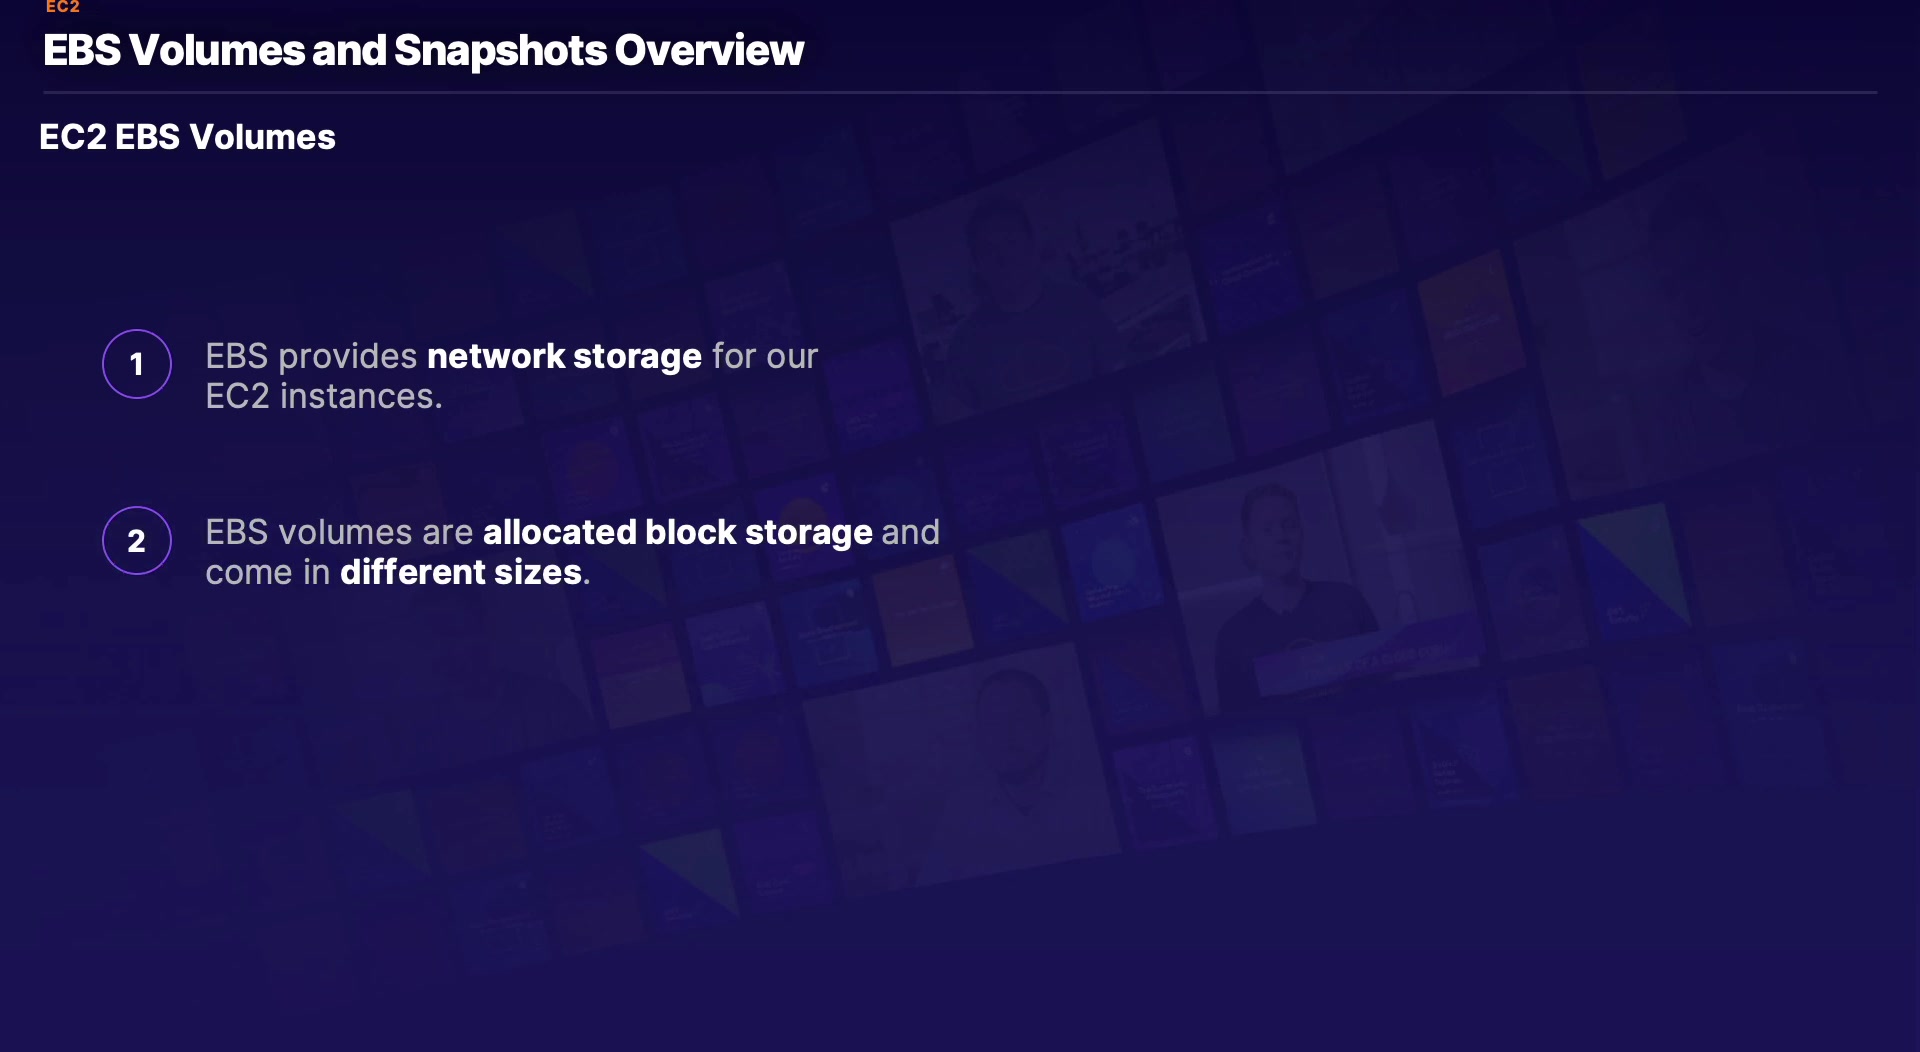 EC2
EBS Volumes and Snapshots Overview
EC2 EBS Volumes
1
EBS provides network storage for our
EC2 instances.
2
EBS volumes are allocated block storage and
come in different sizes.